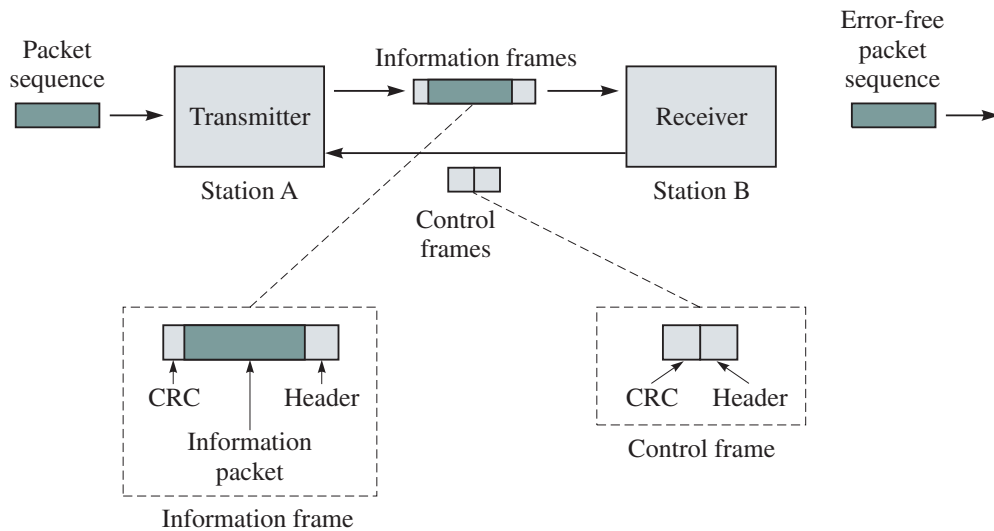 Packet
sequence
Information frames
Error-free
packet
sequence
Transmitter
Receiver
Station A
Station B
Control
frames
CRC
Header
Information
packet
Information frame
CRC
Header
Control frame